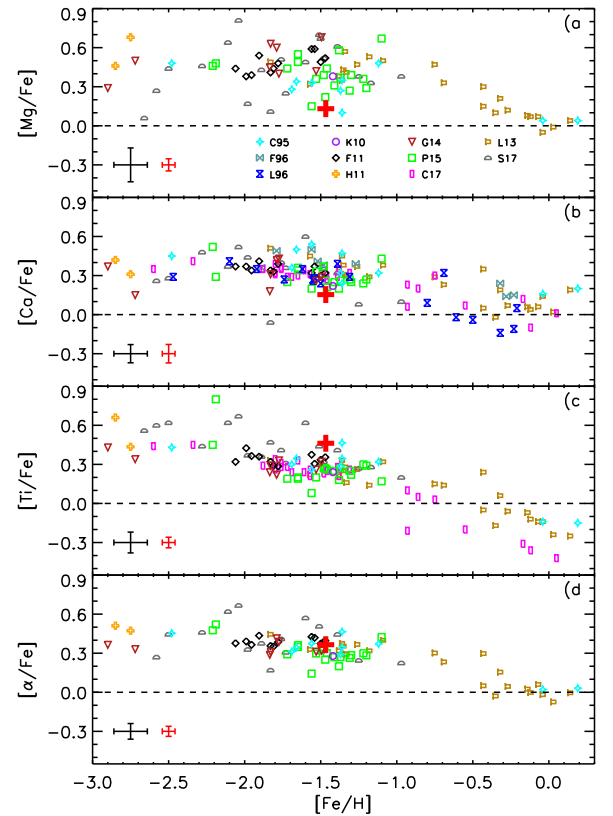 (a
0.9
0.6
0.3
0.0
−0.3
[Mg/Fe]
C95 K10 G14 L13
F96 F11 P15 S17
L96 H11 C17
(b
0.9
0.6
0.3
0.0
−0.3
[Ca/Fe]
(c
0.9
0.6
0.3
0.0
−0.3
[Ti/Fe]
(d
0.9
0.6
0.3
0.0
−0.3
[α/Fe]
−3.0 −2.5 −2.0 −1.5 −1.0 −0.5 0.0
[Fe/H]